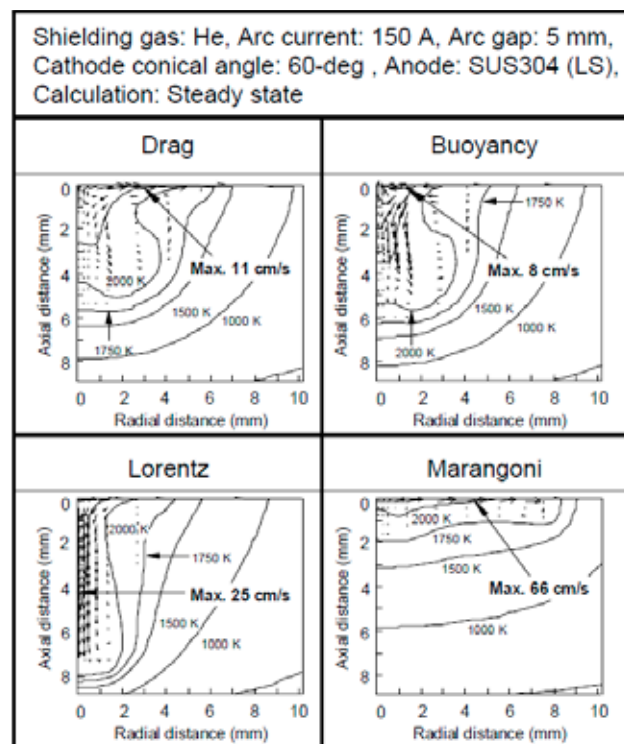 Shielding gas: He, Arc current: 150 A, Arc gap: 5 mm,
Cathode conical angle: 60-deg , Anode: SUS304 (LS),
Calculation: Steady state
Drag
Axial distance (mm)
0
2
4
6
8
Max. 11 cm/s
2000 K
1500 K
1000 K
1750 K
0 2 4 6 8 10
Radial distance (mm)
Buoyancy
Axial distance (mm)
0
2
4
6
8
1750 K
Max. 8 cm/s
1500 K
1000 K
2000 K
0 2 4 6 8 10
Radial distance (mm)
Lorentz
Axial distance (mm)
0
2
4
6
8
2000 K
1750 K
Max. 25 cm/s
1500 K
1000 K
0 2 4 6 8 10
Radial distance (mm)
Marangoni
Axial distance (mm)
0
2
4
6
8
2000 K
1750 K
1500 K
Max. 66 cm/s
1000 K
0 2 4 6 8 10
Radial distance (mm)